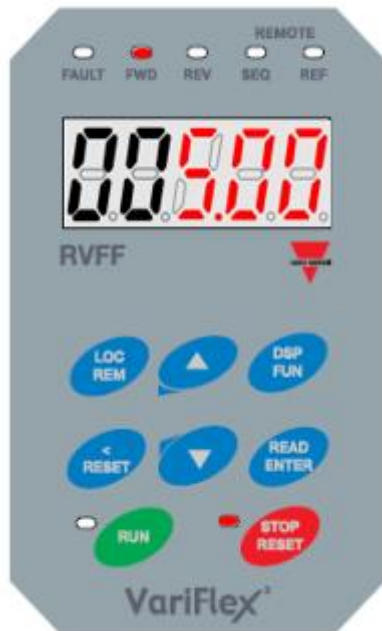 REMOTE
FAULT FWD REV SEQ REF
005.00
RVFF
LOC
REM
DSP
FUN
<
RESET
READ
ENTER
RUN
STOP
RESET
VariFlex²